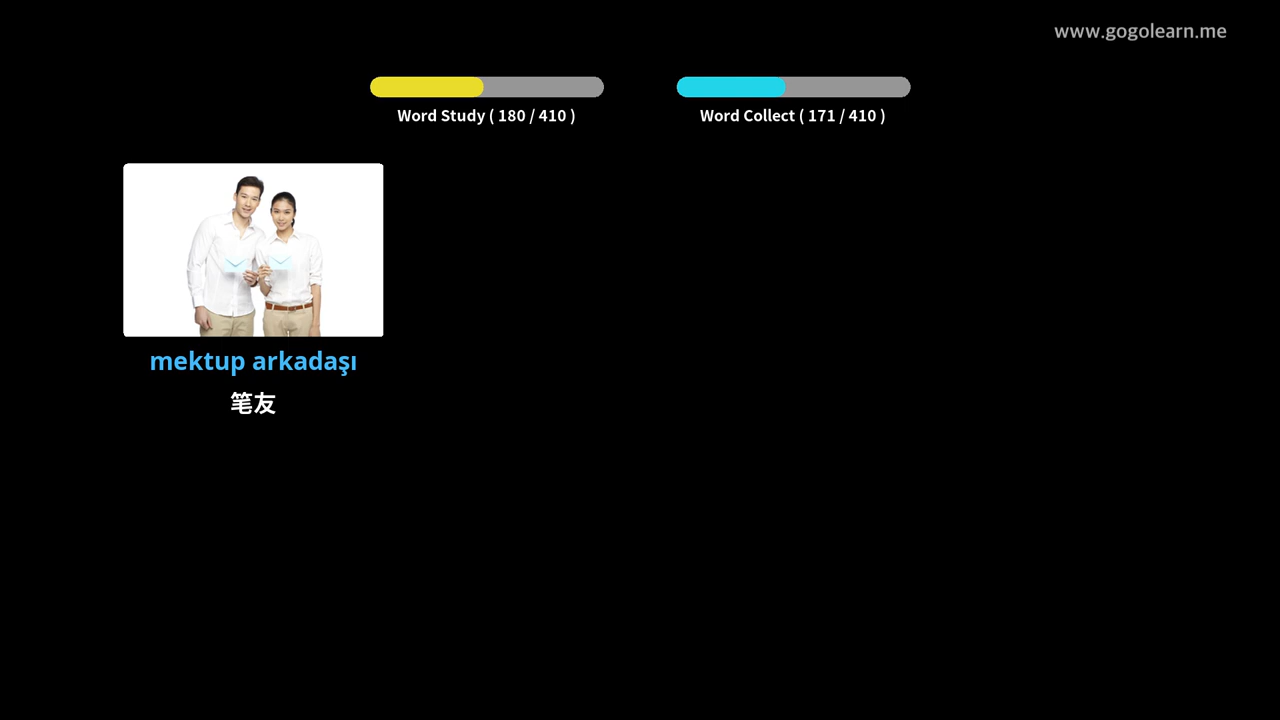 www.gogolearn.me
Word Study ( 180 / 410 )
Word Collect ( 171 / 410 )
mektup arkadaşı
笔友